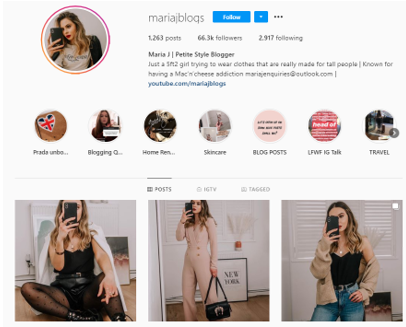 mariajblogs Follow
1,263 posts 66.3k followers 2,917 following
Maria J | Petite Style Blogger
Just a 5ft2 girl trying to wear clothes that are really made for tall people | Known for
having a Mac'n'cheese addiction mariajenquiries@outlook.com |
youtube.com/mariajblogs
Prada unbo... Blogging Q... Home Ren... Skincare BLOG POSTS LFWF IG Talk TRAVEL
POSTS IGTV TAGGED
NEW
YORK